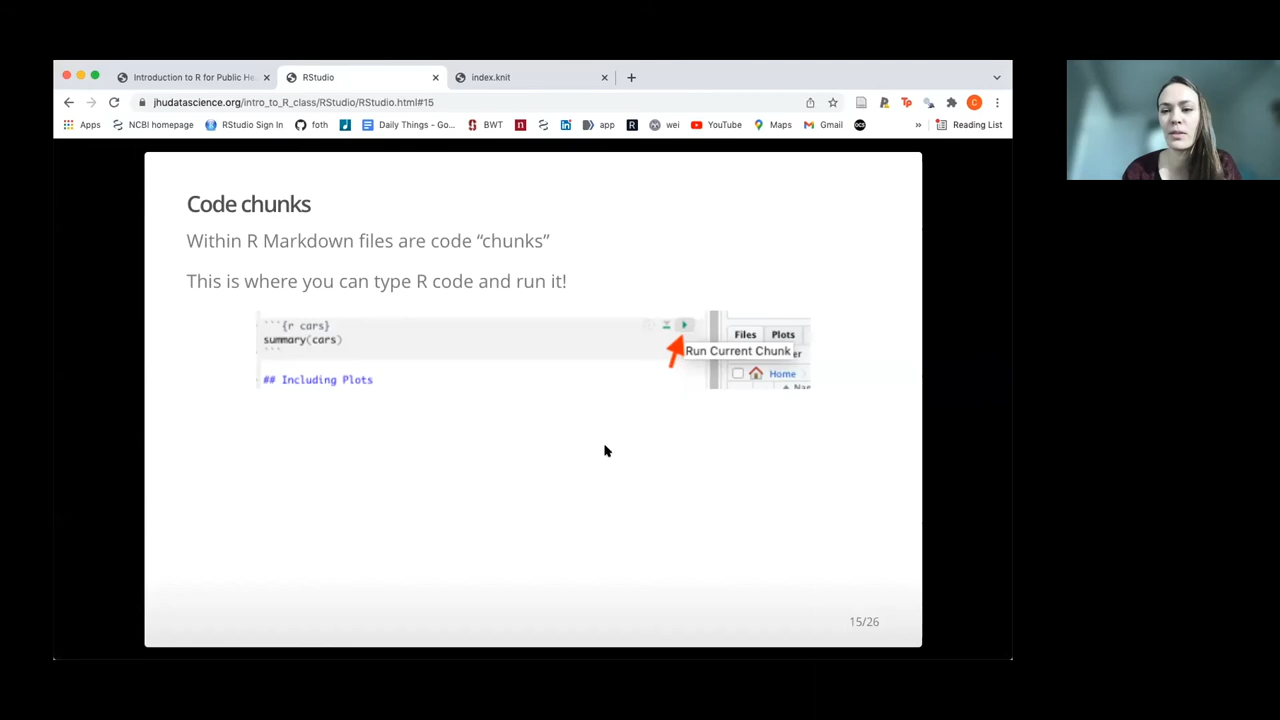 Introduction to R for Public He
RStudio
index.knit
jhudatascience.org/intro_to_R_class/RStudio/RStudio.html#15
Apps
NCBI homepage
RStudio Sign In
foth
Daily Things - Go...
BWT
app
wei
YouTube
Maps
Gmail
»
Reading List
Code chunks
Within R Markdown files are code “chunks”
This is where you can type R code and run it!
```{r cars}
summary(cars)
```
## Including Plots
Files Plots
Run Current Chunk
er
Home
Nar
15/26